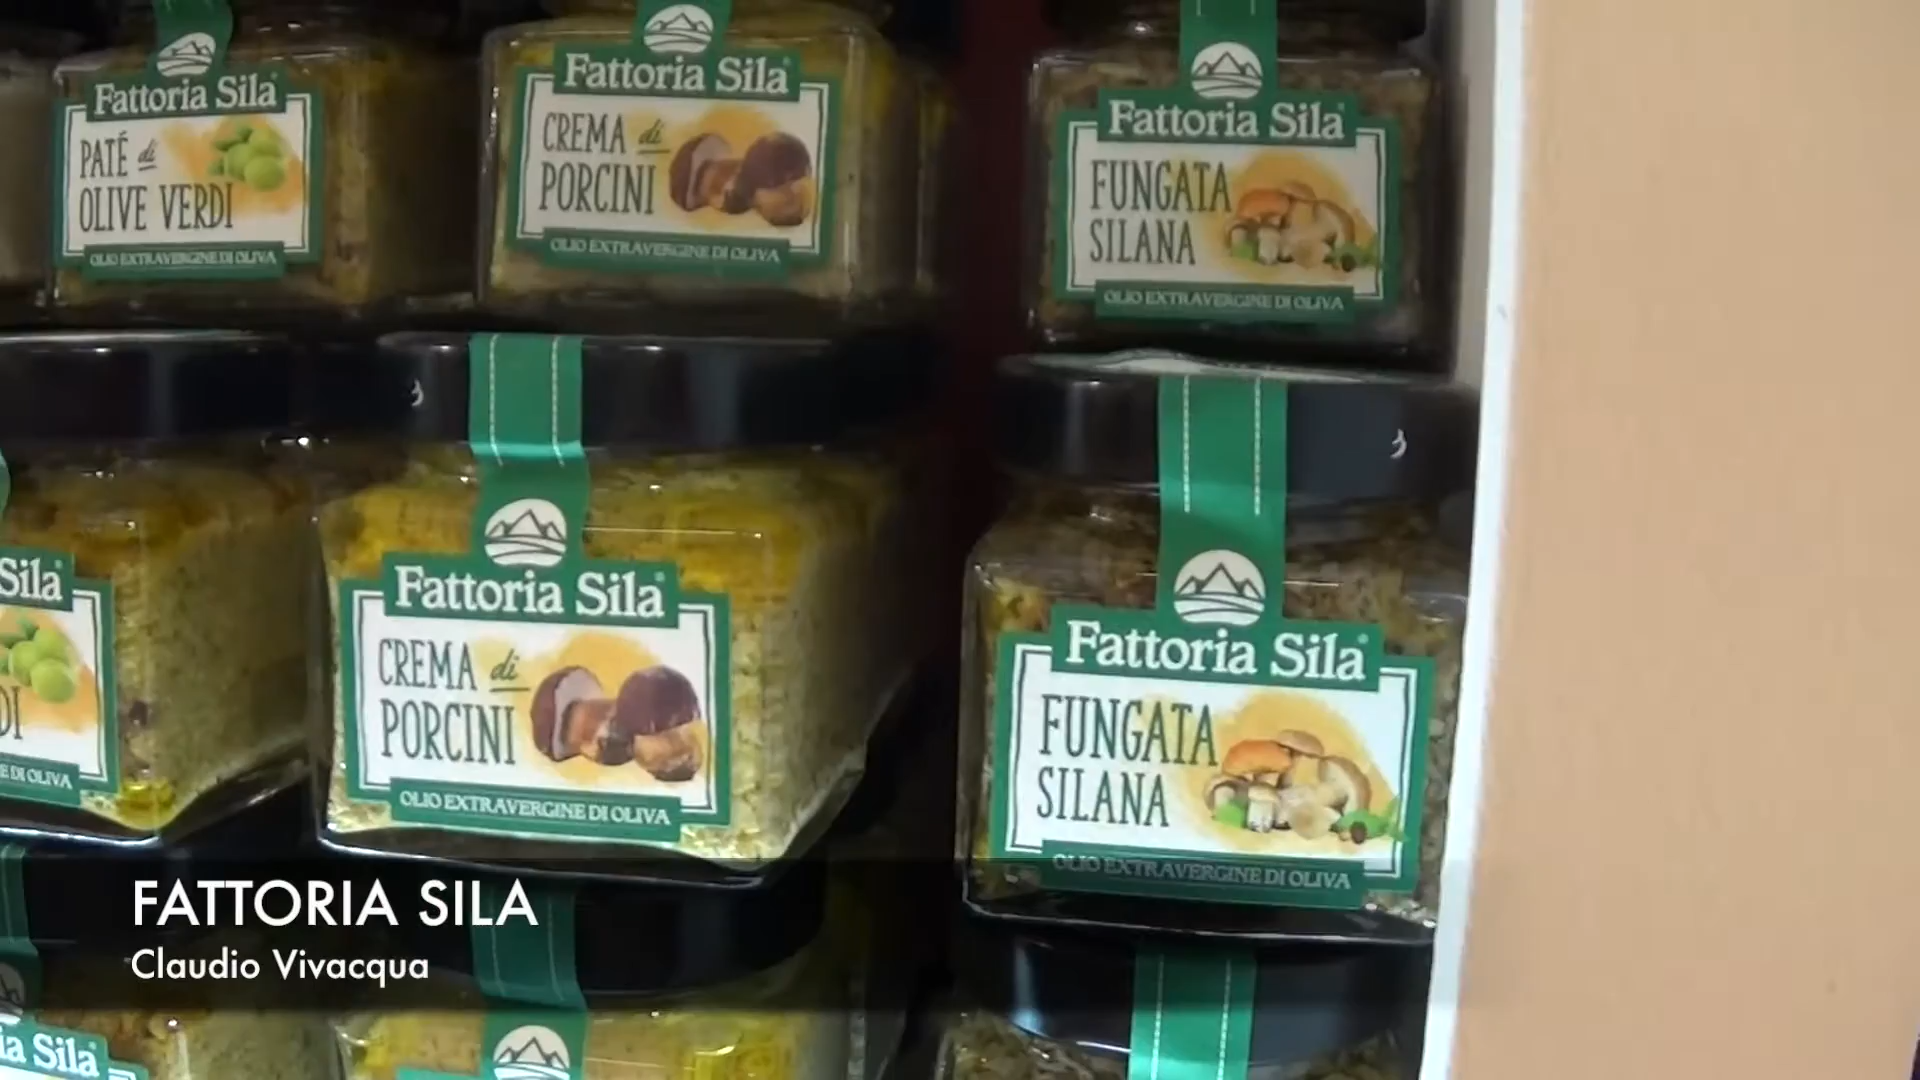 Fattoria Sila
PATÉ di
OLIVE VERDI
OLIO EXTRAVERGINE DI OLIVA
Fattoria Sila
CREMA di
PORCINI
OLIO EXTRAVERGINE DI OLIVA
Fattoria Sila
FUNGATA
SILANA
OLIO EXTRAVERGINE DI OLIVA
Sila
DI
E DI OLIVA
Fattoria Sila
CREMA di
PORCINI
OLIO EXTRAVERGINE DI OLIVA
Fattoria Sila
FUNGATA
SILANA
OLIO EXTRAVERGINE DI OLIVA
FATTORIA SILA
Claudio Vivacqua
ia Sila